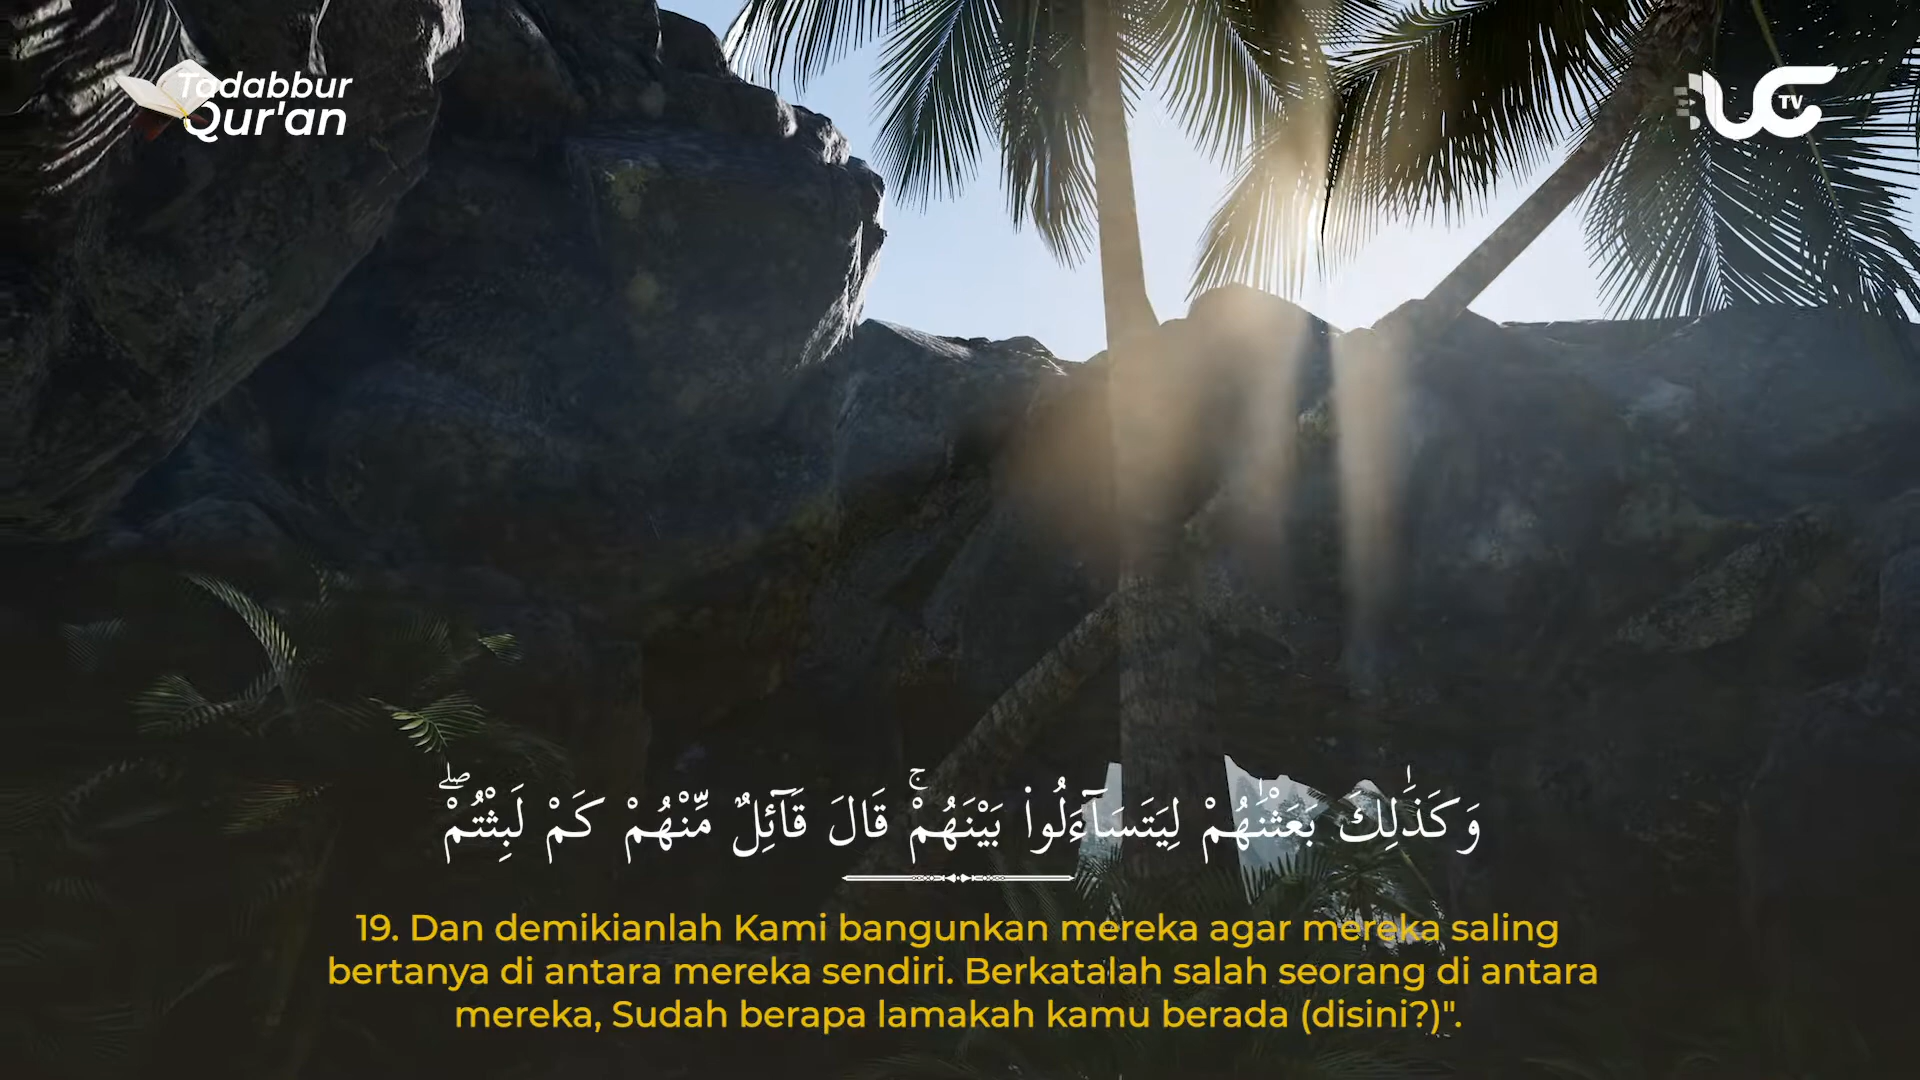 Tadabbur
Qur'an
UC TV
وَكَذَٰلِكَ بَعَثْنَٰهُمْ لِيَتَسَآءَلُوا۟ بَيْنَهُمْ ۚ قَالَ قَآئِلٌ مِّنْهُمْ كَمْ لَبِثْتُمْ ۖ
19. Dan demikianlah Kami bangunkan mereka agar mereka saling
bertanya di antara mereka sendiri. Berkatalah salah seorang di antara
mereka, Sudah berapa lamakah kamu berada (disini?)".